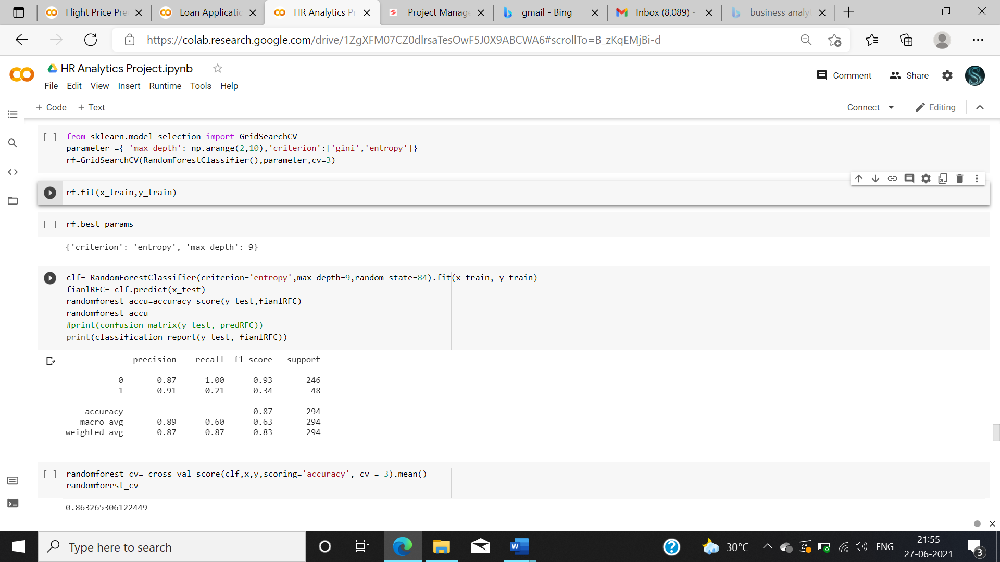 Flight Price Pre
Loan Applicatio
HR Analytics Pr
Project Manage
gmail - Bing
Inbox (8,089) -
business analyt
https://colab.research.google.com/drive/1ZgXFM07CZ0dlrsaTesOwF5J0X9ABCWA6#scrollTo=B_zKqEMjBi-d
HR Analytics Project.ipynb
Comment
Share
File Edit View Insert Runtime Tools Help
+ Code + Text
Connect
Editing
[ ] from sklearn.model_selection import GridSearchCV
parameter ={ 'max_depth': np.arange(2,10),'criterion':['gini','entropy']}
rf=GridSearchCV(RandomForestClassifier(),parameter,cv=3)
rf.fit(x_train,y_train)
[ ] rf.best_params_
{'criterion': 'entropy', 'max_depth': 9}
clf= RandomForestClassifier(criterion='entropy',max_depth=9,random_state=84).fit(x_train, y_train)
fianlRFC= clf.predict(x_test)
randomforest_accu=accuracy_score(y_test,fianlRFC)
randomforest_accu
#print(confusion_matrix(y_test, predRFC))
print(classification_report(y_test, fianlRFC))
precision recall f1-score support
0 0.87 1.00 0.93 246
1 0.91 0.21 0.34 48
accuracy 0.87 294
macro avg 0.89 0.60 0.63 294
weighted avg 0.87 0.87 0.83 294
[ ] randomforest_cv= cross_val_score(clf,x,y,scoring='accuracy', cv = 3).mean()
randomforest_cv
0.863265306122449
Type here to search
30°C
ENG
21:55
27-06-2021
3